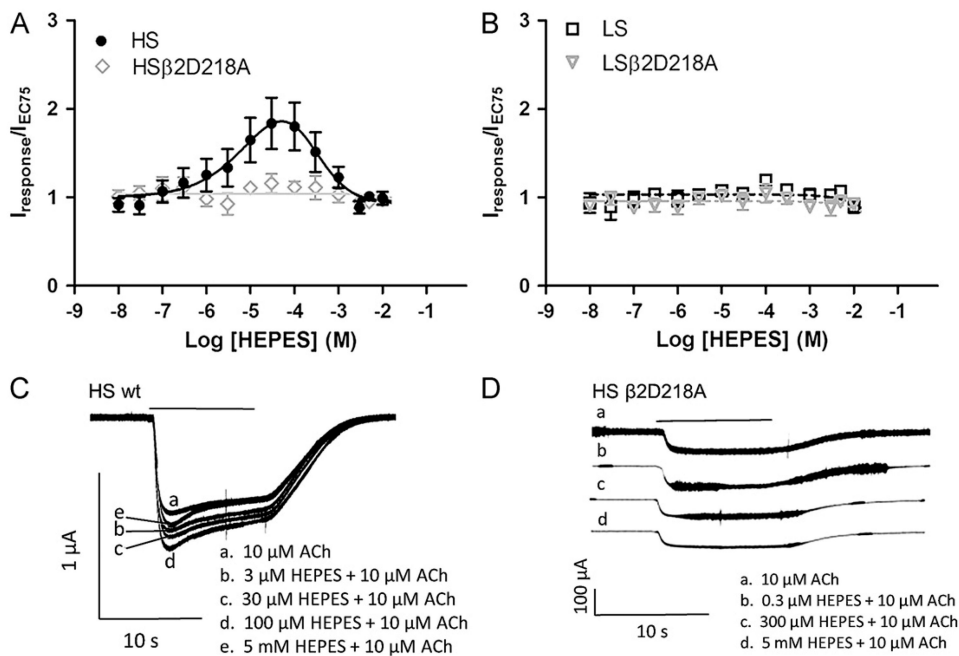 A
3
2
1
0
I response/I EC75
HS
HSβ2D218A
-9 -8 -7 -6 -5 -4 -3 -2 -1
Log [HEPES] (M)
B
3
2
1
0
I response/I EC75
LS
LSβ2D218A
-9 -8 -7 -6 -5 -4 -3 -2 -1
Log [HEPES] (M)
C
HS wt
a
e
b
c
d
1 µA
10 s
a. 10 µM ACh
b. 3 µM HEPES + 10 µM ACh
c. 30 µM HEPES + 10 µM ACh
d. 100 µM HEPES + 10 µM ACh
e. 5 mM HEPES + 10 µM ACh
D
HS β2D218A
a
b
c
d
100 µA
10 s
a. 10 µM ACh
b. 0.3 µM HEPES + 10 µM ACh
c. 300 µM HEPES + 10 µM ACh
d. 5 mM HEPES + 10 µM ACh